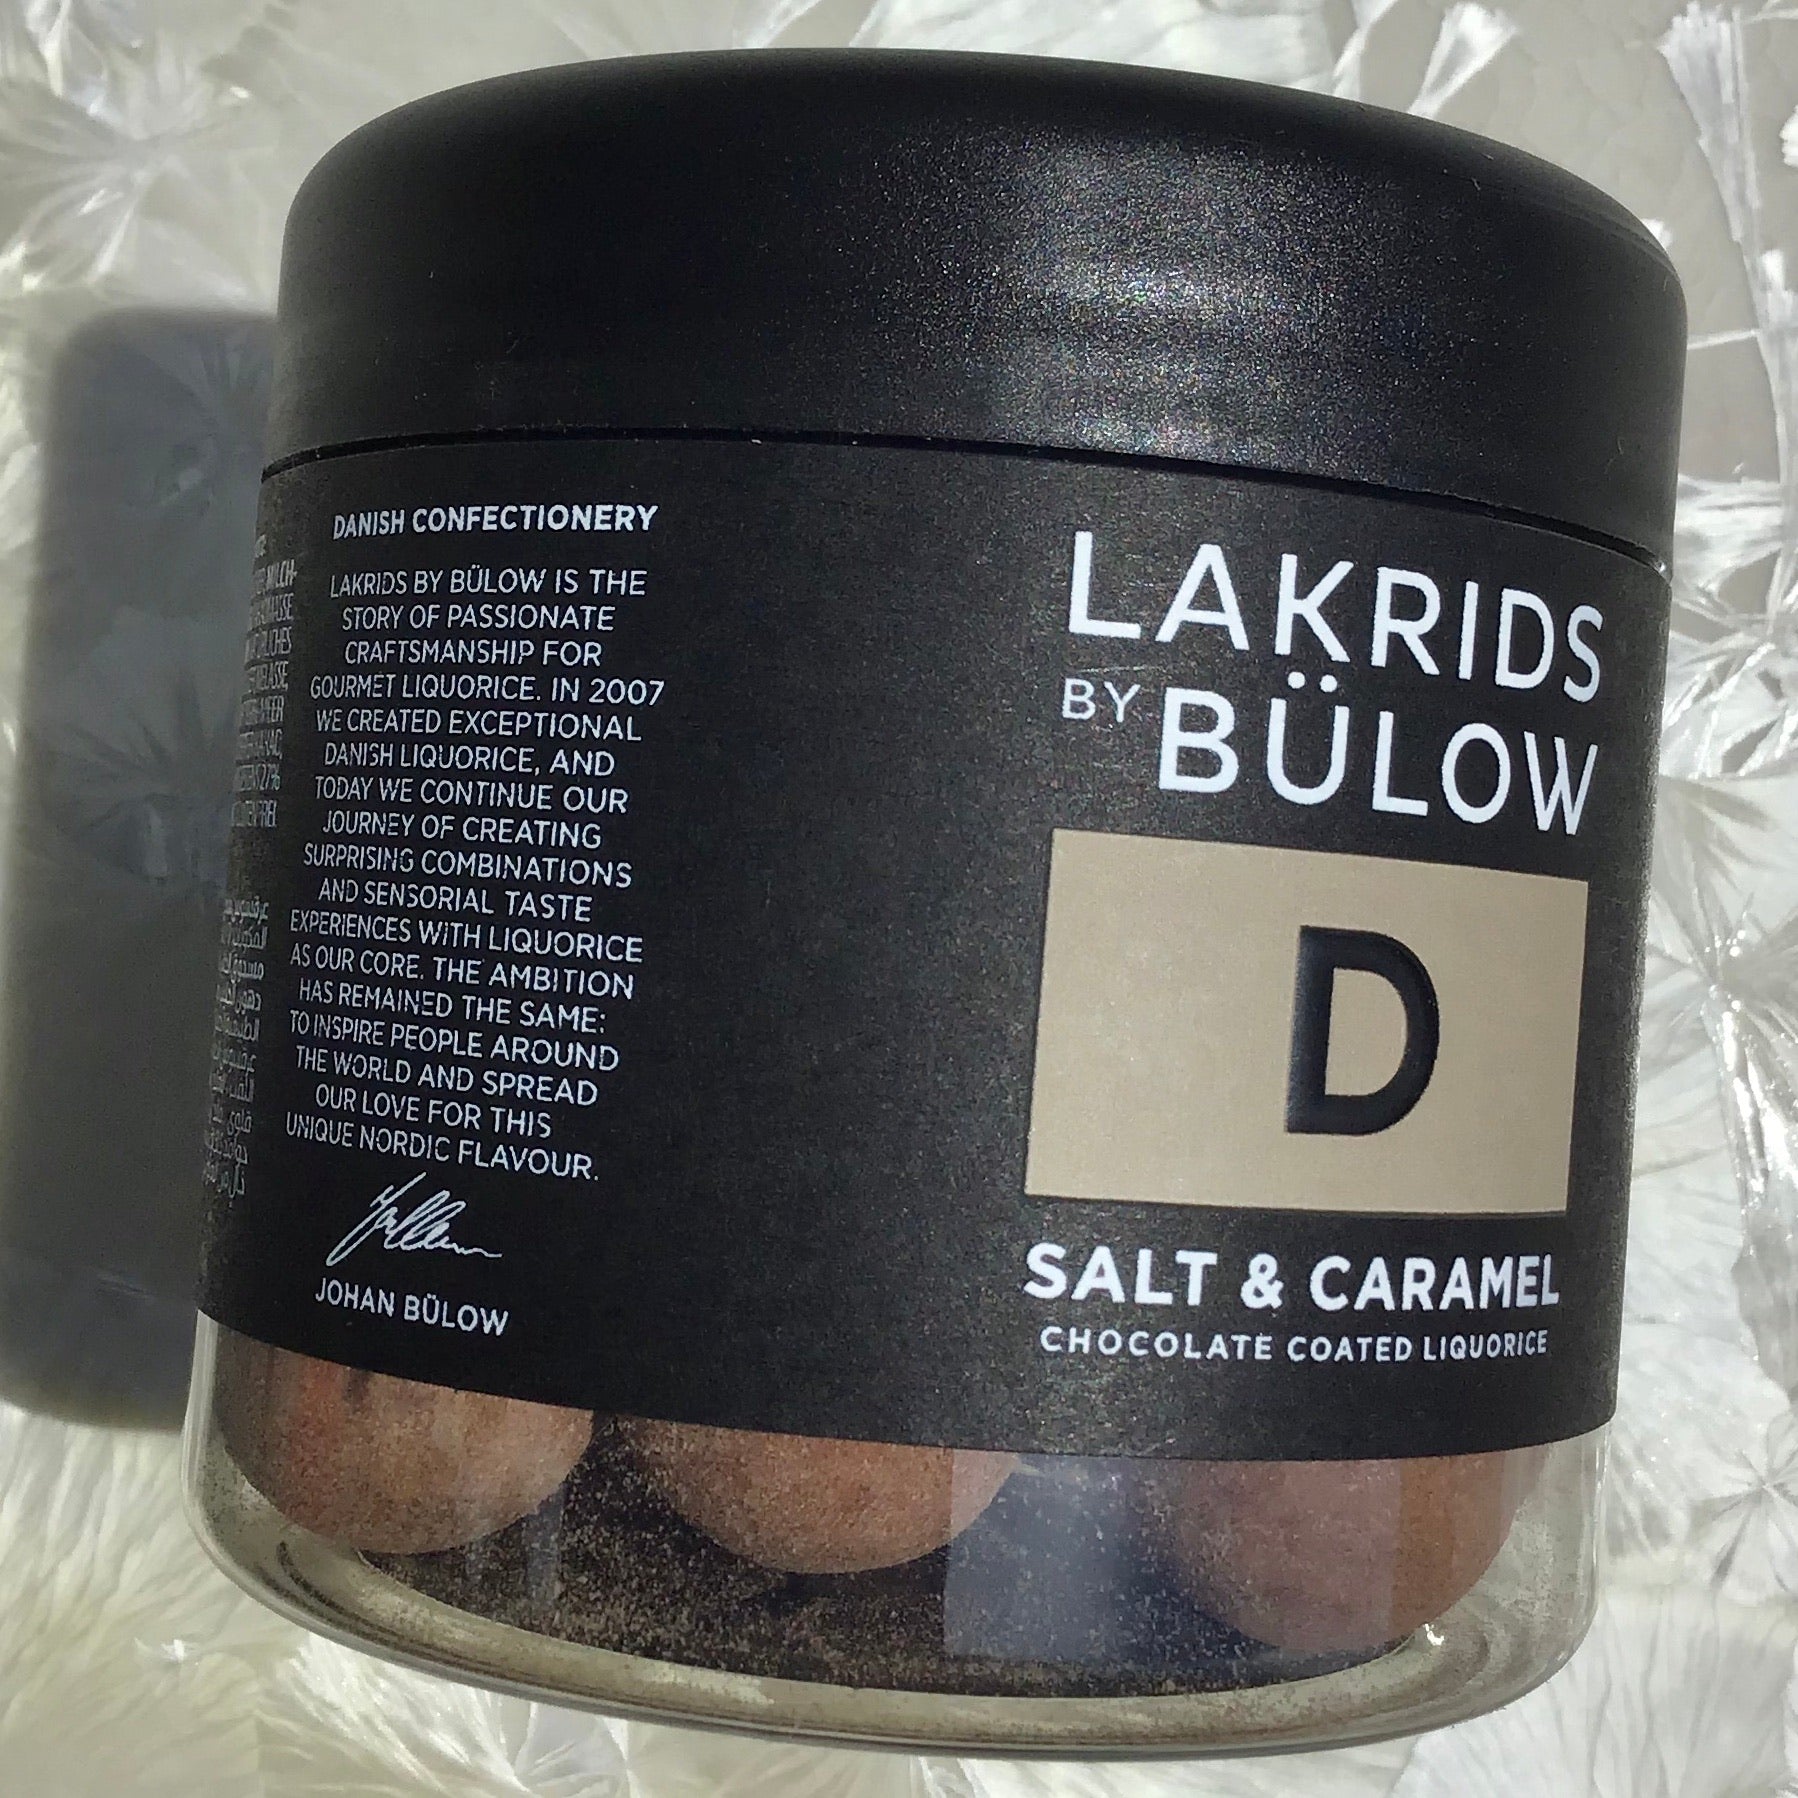 DANISH CONFECTIONERY
LAKRIDS BY BÜLOW IS THE
STORY OF PASSIONATE
CRAFTSMANSHIP FOR
GOURMET LIQUORICE. IN 2007
WE CREATED EXCEPTIONAL
DANISH LIQUORICE, AND
TODAY WE CONTINUE OUR
JOURNEY OF CREATING
SURPRISING COMBINATIONS
AND SENSORIAL TASTE
EXPERIENCES WITH LIQUORICE
AS OUR CORE. THE AMBITION
HAS REMAINED THE SAME:
TO INSPIRE PEOPLE AROUND
THE WORLD AND SPREAD
OUR LOVE FOR THIS
UNIQUE NORDIC FLAVOUR.
JOHAN BÜLOW
LAKRIDS
BY BÜLOW
D
SALT & CARAMEL
CHOCOLATE COATED LIQUORICE